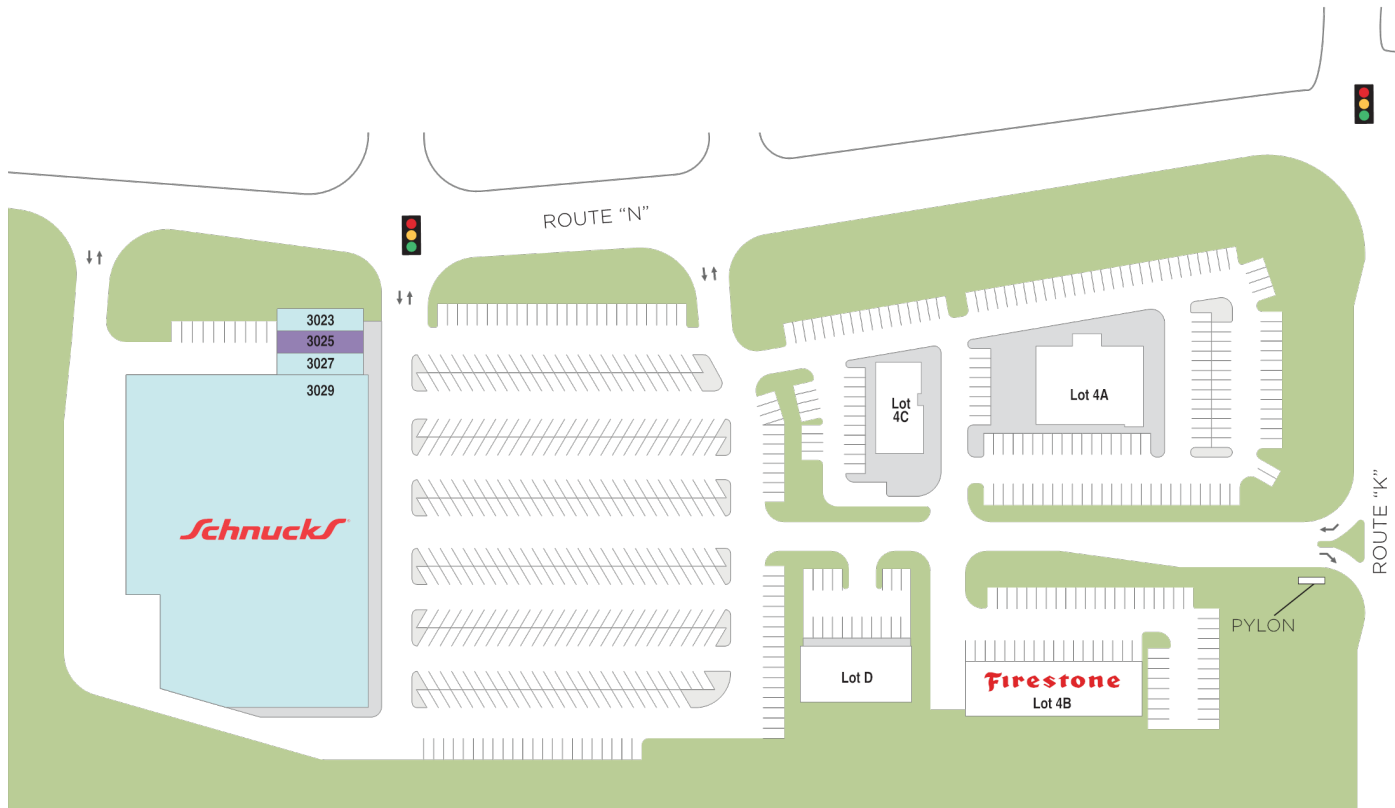 ROUTE “N”
3023
3025
3027
3029
Schnucks
Lot
4C
Lot 4A
ROUTE “K”
PYLON
Lot D
Firestone
Lot 4B